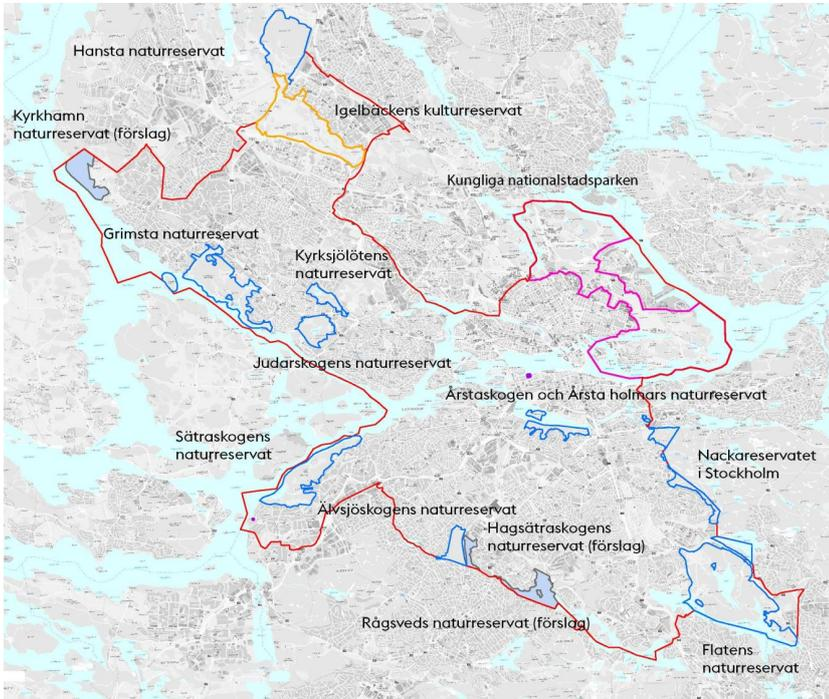 Hansta naturreservat
Igelbäckens kulturreservat
Kyrkhamn
naturreservat (förslag)
Kungliga nationalstadsparken
Grimsta naturreservat
Kyrksjölötens
naturreservat
Judarskogens naturreservat
Årstaskogen och Årsta holmars naturreservat
Sätraskogens
naturreservat
Nackareservatet
i Stockholm
Älvsjöskogens naturreservat
Hagsätraskogens
naturreservat (förslag)
Rågsveds naturreservat (förslag)
Flatens
naturreservat